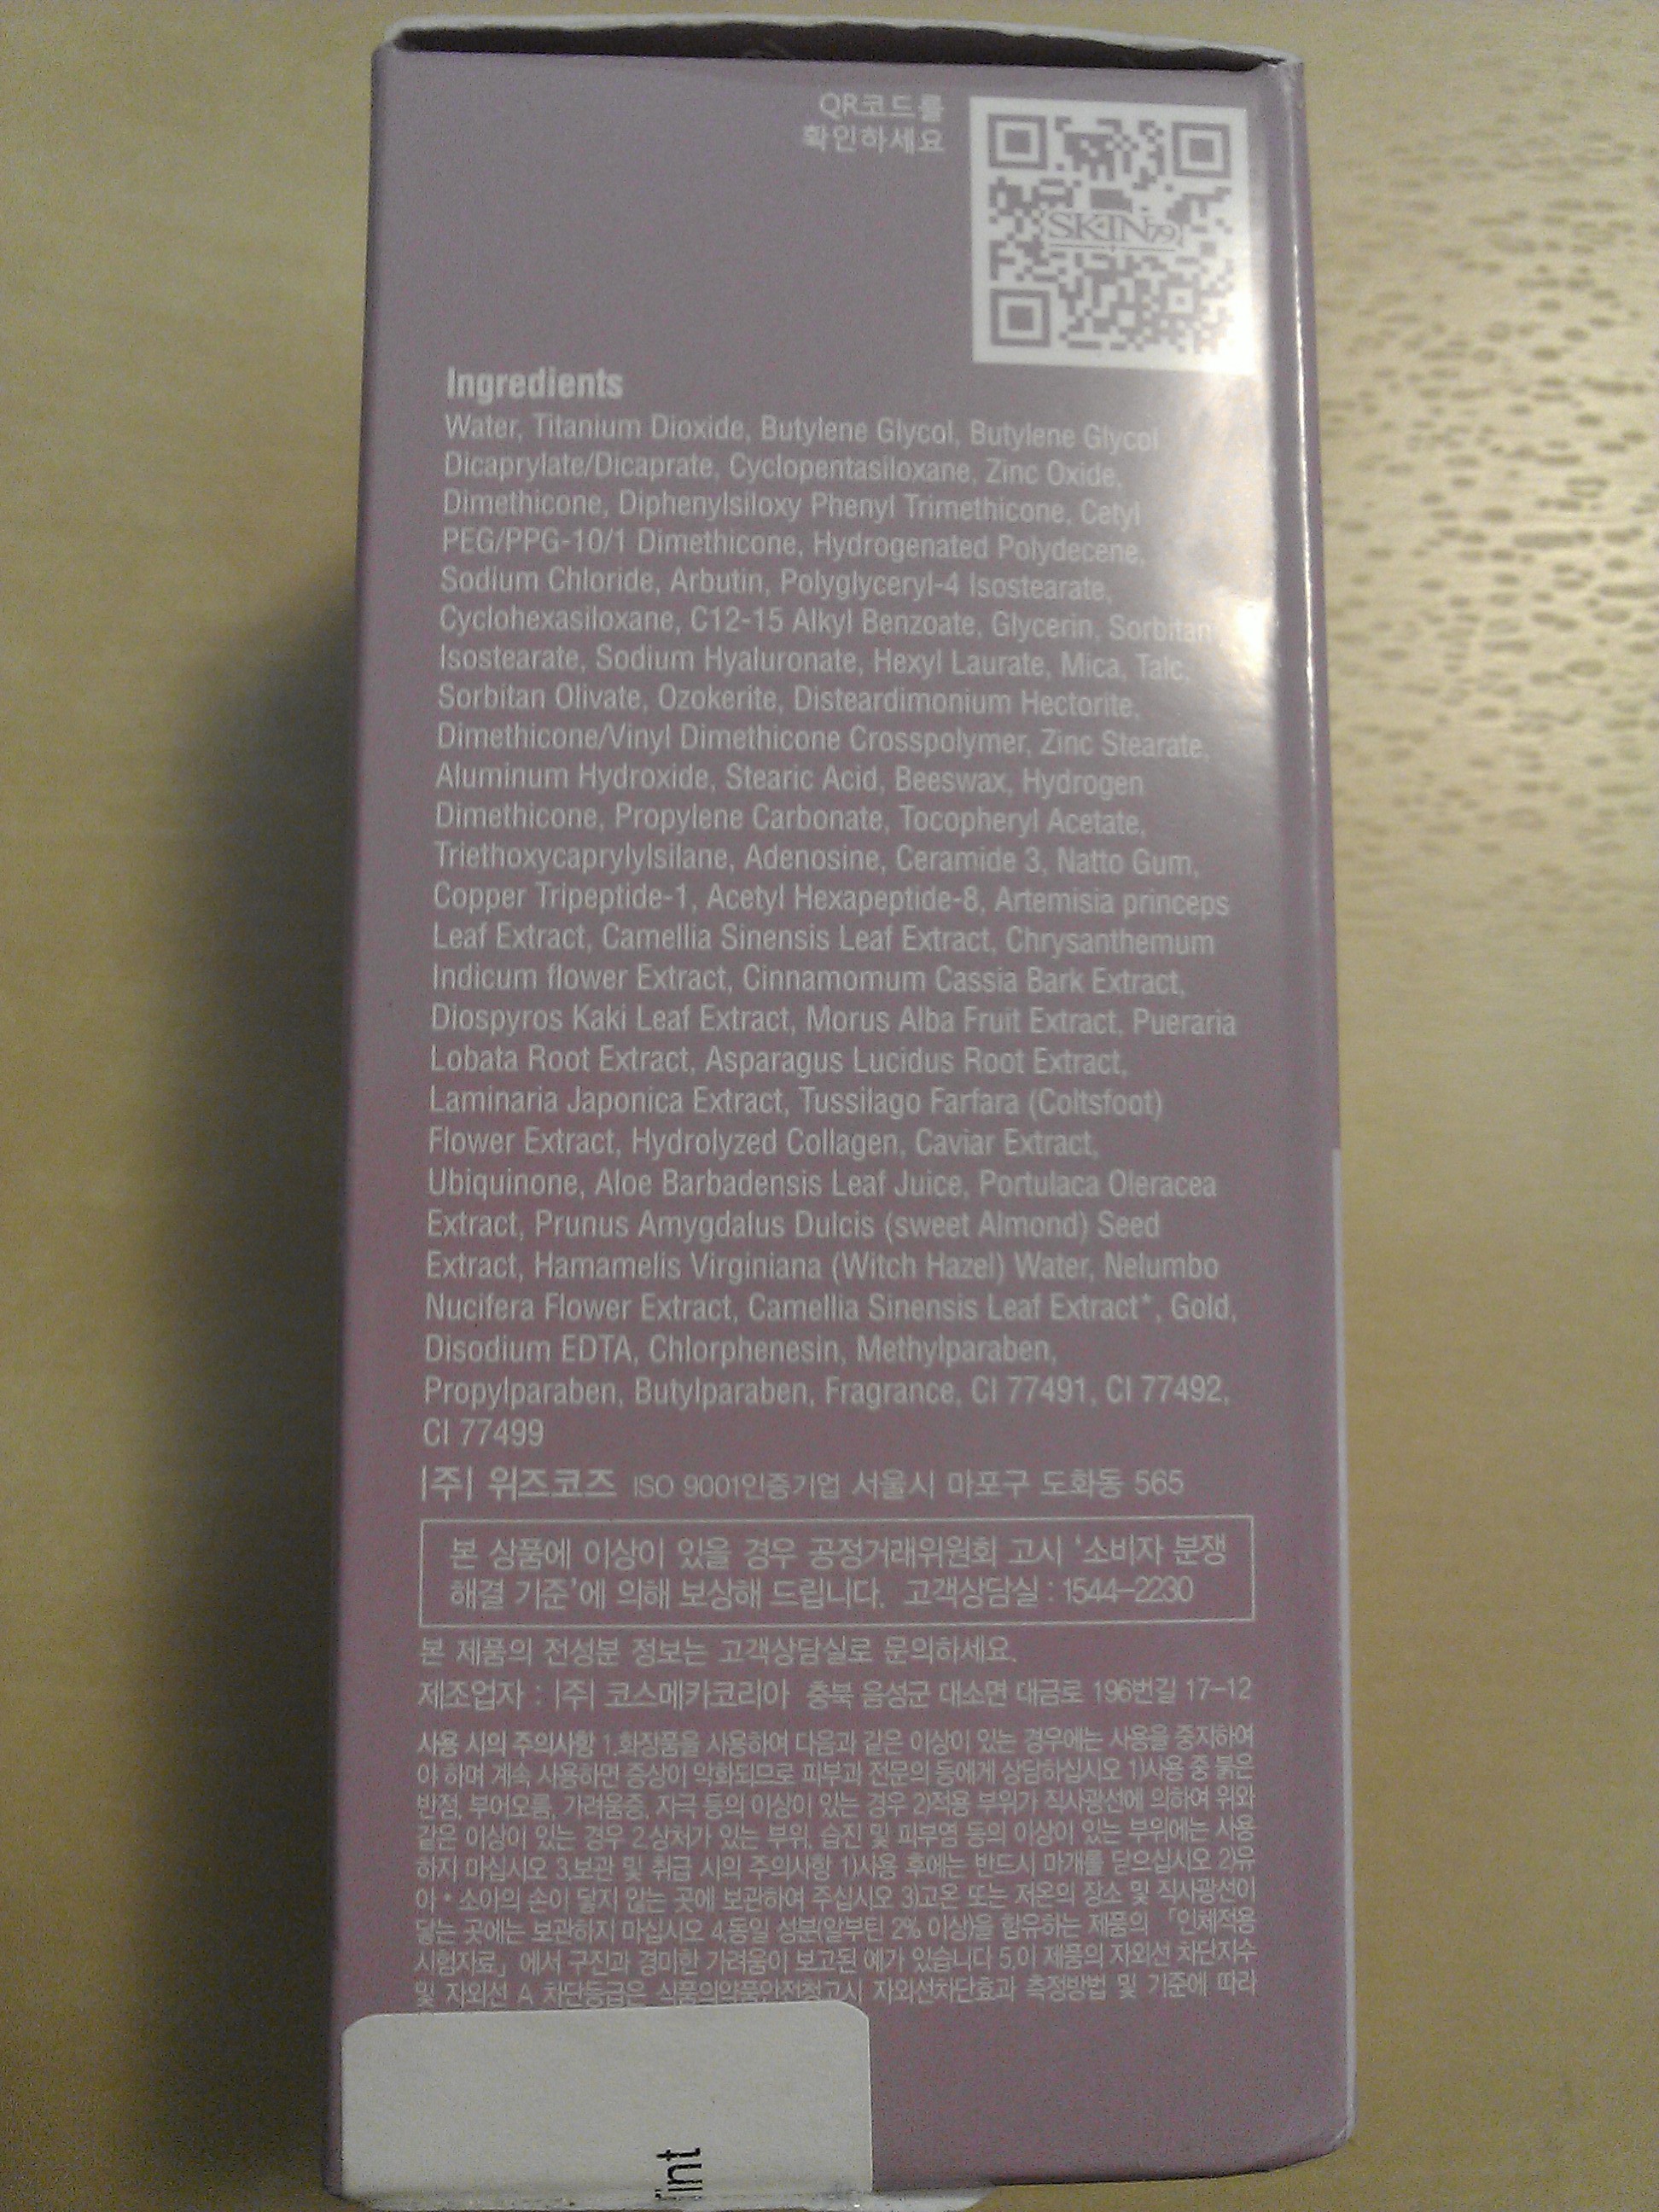 QR코드를
확인하세요
SKIN79
Ingredients
Water, Titanium Dioxide, Butylene Glycol, Butylene Glycol
Dicaprylate/Dicaprate, Cyclopentasiloxane, Zinc Oxide,
Dimethicone, Diphenylsiloxy Phenyl Trimethicone, Cetyl
PEG/PPG-10/1 Dimethicone, Hydrogenated Polydecene,
Sodium Chloride, Arbutin, Polyglyceryl-4 Isostearate,
Cyclohexasiloxane, C12-15 Alkyl Benzoate, Glycerin, Sorbitan
Isostearate, Sodium Hyaluronate, Hexyl Laurate, Mica, Talc,
Sorbitan Olivate, Ozokerite, Disteardimonium Hectorite,
Dimethicone/Vinyl Dimethicone Crosspolymer, Zinc Stearate,
Aluminum Hydroxide, Stearic Acid, Beeswax, Hydrogen
Dimethicone, Propylene Carbonate, Tocopheryl Acetate,
Triethoxycaprylylsilane, Adenosine, Ceramide 3, Natto Gum,
Copper Tripeptide-1, Acetyl Hexapeptide-8, Artemisia princeps
Leaf Extract, Camellia Sinensis Leaf Extract, Chrysanthemum
Indicum flower Extract, Cinnamomum Cassia Bark Extract,
Diospyros Kaki Leaf Extract, Morus Alba Fruit Extract, Pueraria
Lobata Root Extract, Asparagus Lucidus Root Extract,
Laminaria Japonica Extract, Tussilago Farfara (Coltsfoot)
Flower Extract, Hydrolyzed Collagen, Caviar Extract,
Ubiquinone, Aloe Barbadensis Leaf Juice, Portulaca Oleracea
Extract, Prunus Amygdalus Dulcis (sweet Almond) Seed
Extract, Hamamelis Virginiana (Witch Hazel) Water, Nelumbo
Nucifera Flower Extract, Camellia Sinensis Leaf Extract*, Gold,
Disodium EDTA, Chlorphenesin, Methylparaben,
Propylparaben, Butylparaben, Fragrance, CI 77491, CI 77492,
CI 77499
|주| 위즈코즈 ISO 9001인증기업 서울시 마포구 도화동 565
본 상품에 이상이 있을 경우 공정거래위원회 고시 '소비자 분쟁
해결 기준'에 의해 보상해 드립니다. 고객상담실 : 1544-2230
본 제품의 전성분 정보는 고객상담실로 문의하세요.
제조업자 : |주| 코스메카코리아 충북 음성군 대소면 대금로 196번길 17-12
사용 시의 주의사항 1.화장품을 사용하여 다음과 같은 이상이 있는 경우에는 사용을 중지하여
야 하며 계속 사용하면 증상이 악화되므로 피부과 전문의 등에게 상담하십시오 1)사용 중 붉은
반점, 부어오름, 가려움증, 자극 등의 이상이 있는 경우 2)적용 부위가 직사광선에 의하여 위와
같은 이상이 있는 경우 2.상처가 있는 부위, 습진 및 피부염 등의 이상이 있는 부위에는 사용
하지 마십시오 3.보관 및 취급 시의 주의사항 1)사용 후에는 반드시 마개를 닫으십시오 2)유
아•소아의 손이 닿지 않는 곳에 보관하여 주십시오 3)고온 또는 저온의 장소 및 직사광선이
닿는 곳에는 보관하지 마십시오 4.동일 성분(알부틴 2% 이상)을 함유하는 제품의 「인체적용
시험자료」에서 구진과 경미한 가려움이 보고된 예가 있습니다 5.이 제품의 자외선 차단지수
및 자외선 A 차단등급은 식품의약품안전청고시 자외선차단효과 측정방법 및 기준에 따라
int